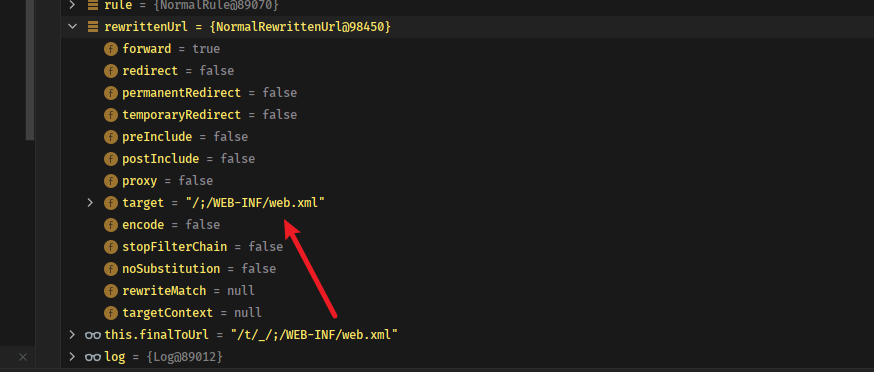 rule = {NormalRule@89070}
rewrittenUrl = {NormalRewrittenUrl@98450}
f forward = true
f redirect = false
f permanentRedirect = false
f temporaryRedirect = false
f preInclude = false
f postInclude = false
f proxy = false
f target = "/;/WEB-INF/web.xml"
f encode = false
f stopFilterChain = false
f noSubstitution = false
f rewriteMatch = null
f targetContext = null
this.finalToUrl = "/t/_/;/WEB-INF/web.xml"
log = {Log@89012}